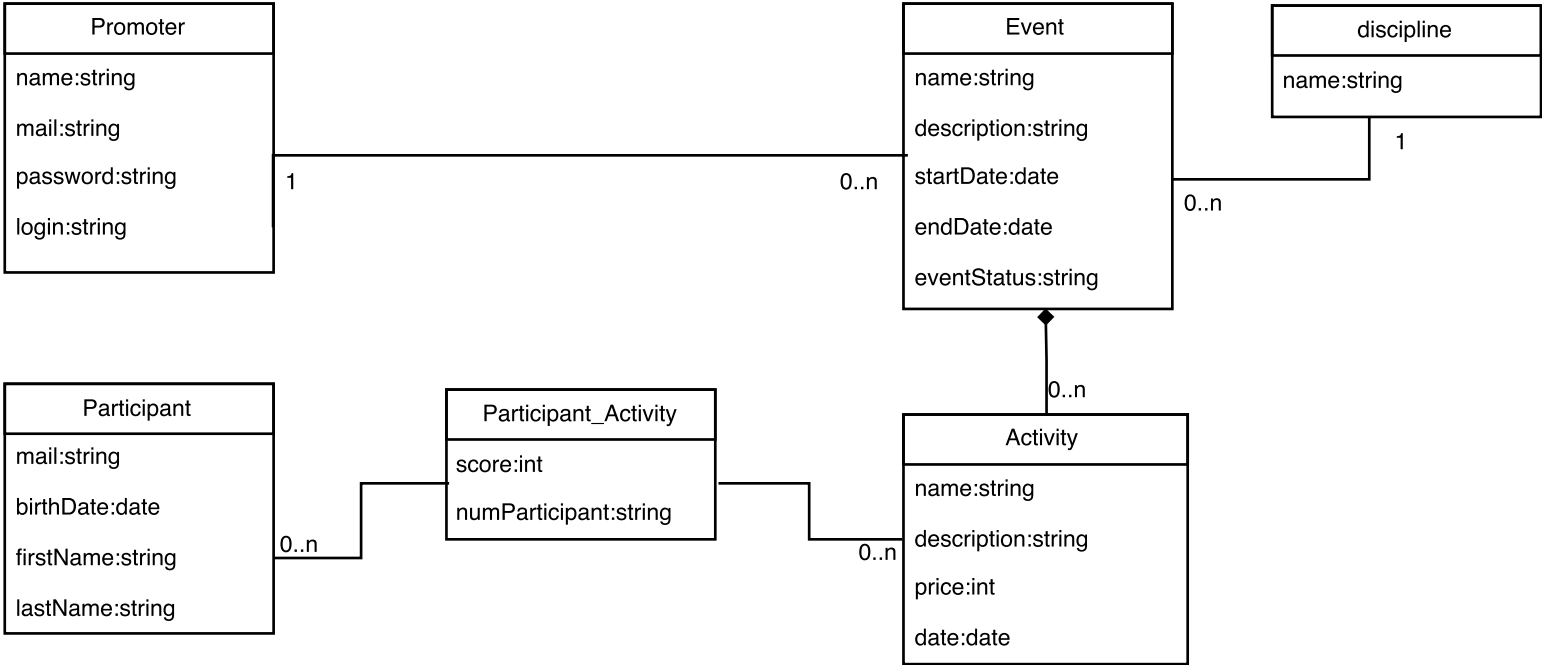 Promoter
name:string
mail:string
password:string
login:string
1
0..n
Event
name:string
description:string
startDate:date
endDate:date
eventStatus:string
discipline
name:string
1
0..n
0..n
Participant
mail:string
birthDate:date
firstName:string
lastName:string
0..n
Participant_Activity
score:int
numParticipant:string
0..n
Activity
name:string
description:string
price:int
date:date